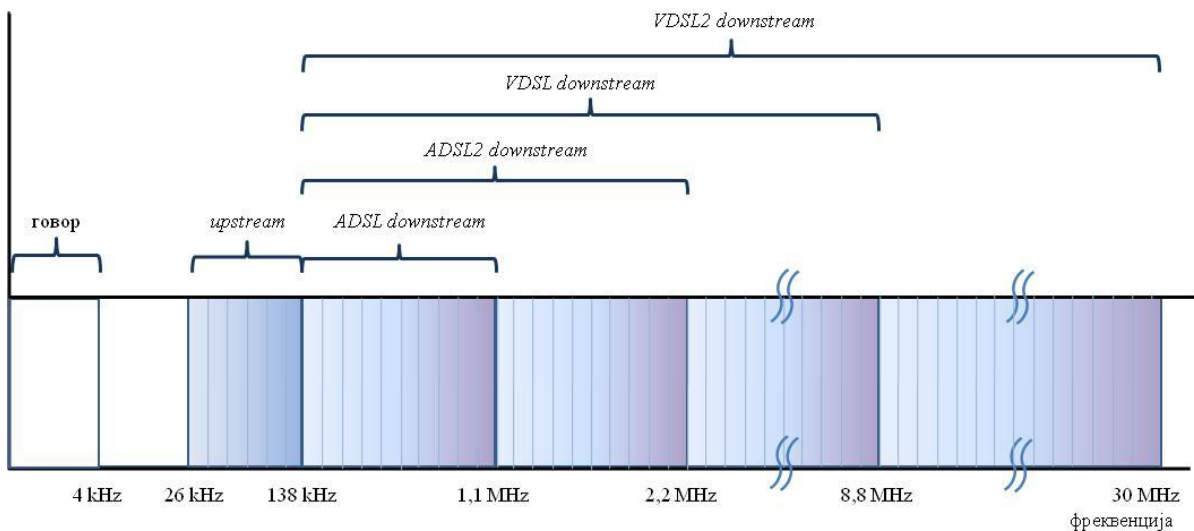 VDSL2 downstream
VDSL downstream
ADSL2 downstream
говор
upstream
ADSL downstream
4 kHz
26 kHz
138 kHz
1,1 MHz
2,2 MHz
8,8 MHz
30 MHz
фреквенција